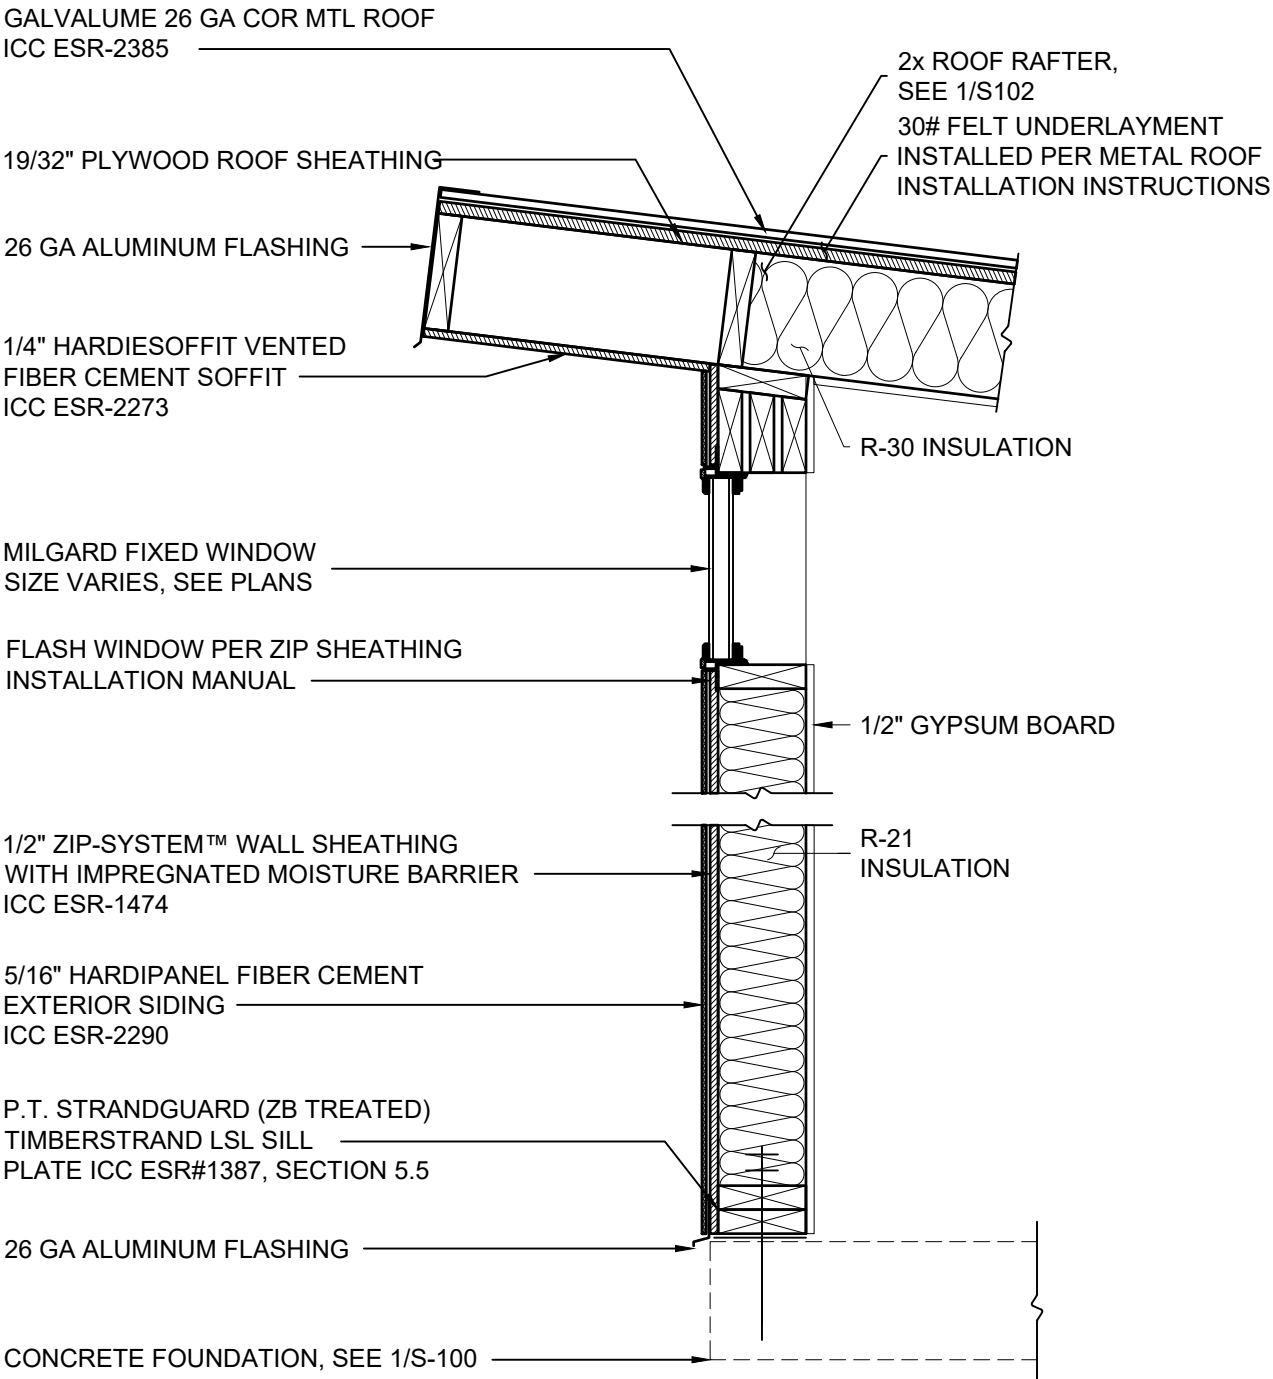 GALVALUME 26 GA COR MTL ROOF
ICC ESR-2385
2x ROOF RAFTER,
SEE 1/S102
30# FELT UNDERLAYMENT
INSTALLED PER METAL ROOF
INSTALLATION INSTRUCTIONS
19/32" PLYWOOD ROOF SHEATHING
26 GA ALUMINUM FLASHING
1/4" HARDIESOFFIT VENTED
FIBER CEMENT SOFFIT
ICC ESR-2273
R-30 INSULATION
MILGARD FIXED WINDOW
SIZE VARIES, SEE PLANS
FLASH WINDOW PER ZIP SHEATHING
INSTALLATION MANUAL
1/2" GYPSUM BOARD
1/2" ZIP-SYSTEM™ WALL SHEATHING
WITH IMPREGNATED MOISTURE BARRIER
ICC ESR-1474
R-21
INSULATION
5/16" HARDIPANEL FIBER CEMENT
EXTERIOR SIDING
ICC ESR-2290
P.T. STRANDGUARD (ZB TREATED)
TIMBERSTRAND LSL SILL
PLATE ICC ESR#1387, SECTION 5.5
26 GA ALUMINUM FLASHING
CONCRETE FOUNDATION, SEE 1/S-100